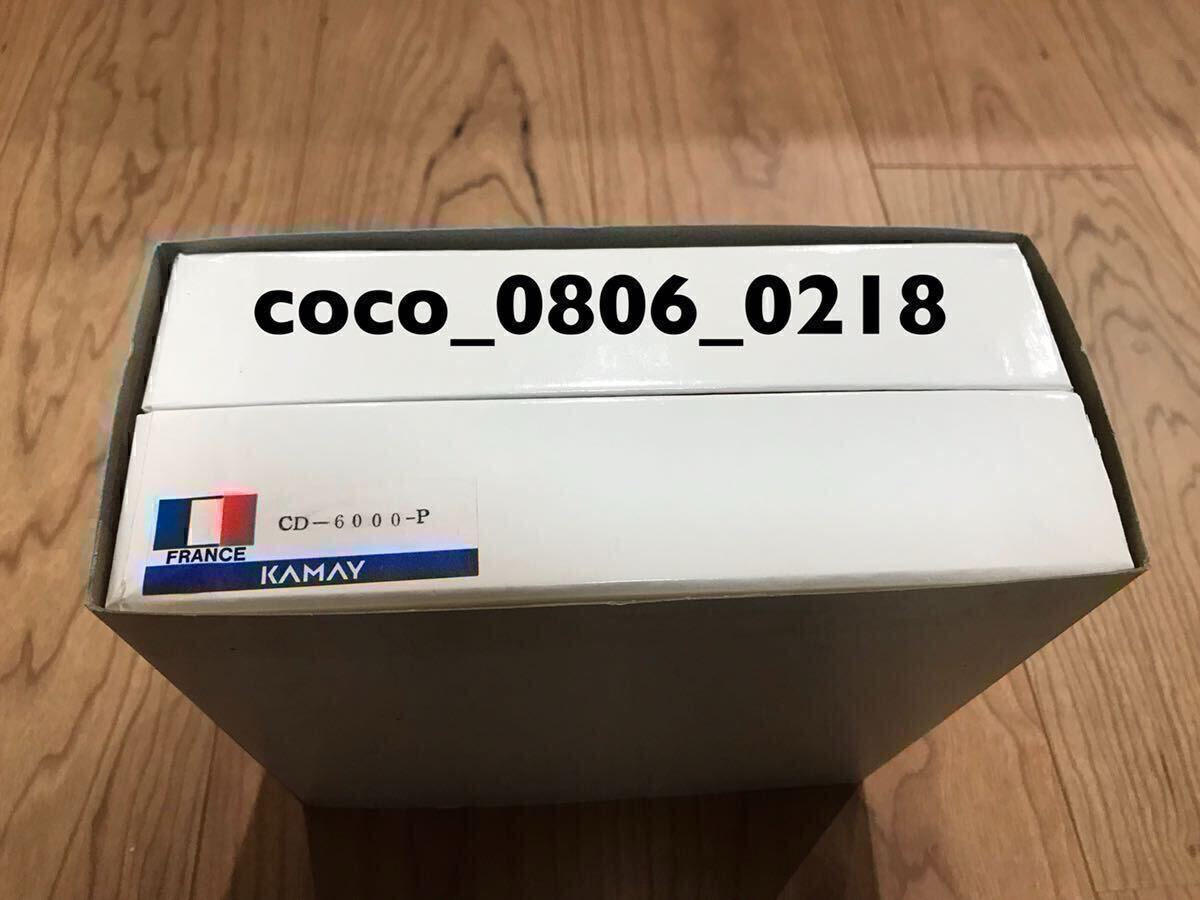 coco_0806_0218
CD-6000-P
FRANCE
KAMAY